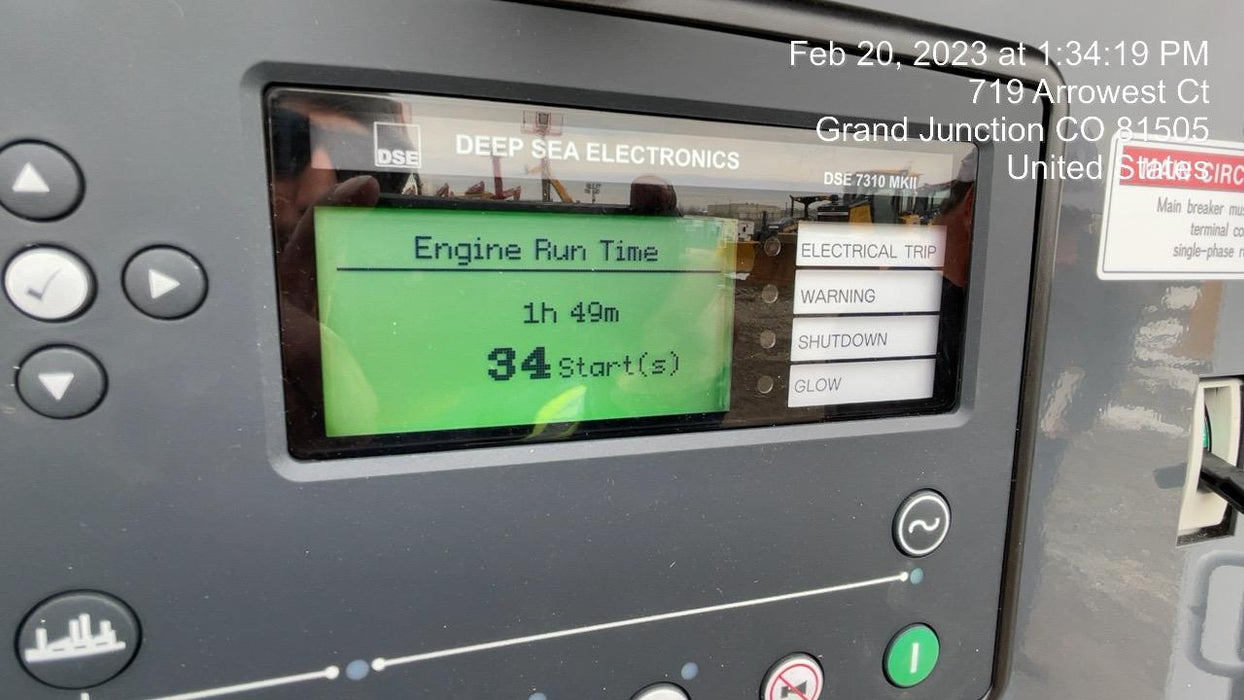 Feb 20, 2023 at 1:34:19 PM
719 Arrowest Ct
Grand Junction CO 81505
United States
DSE
DEEP SEA ELECTRONICS
DSE 7310 MKII
Engine Run Time
1h 49m
34 Start(s)
ELECTRICAL TRIP
WARNING
SHUTDOWN
GLOW
MAIN
Main breaker
terminal
single-phase